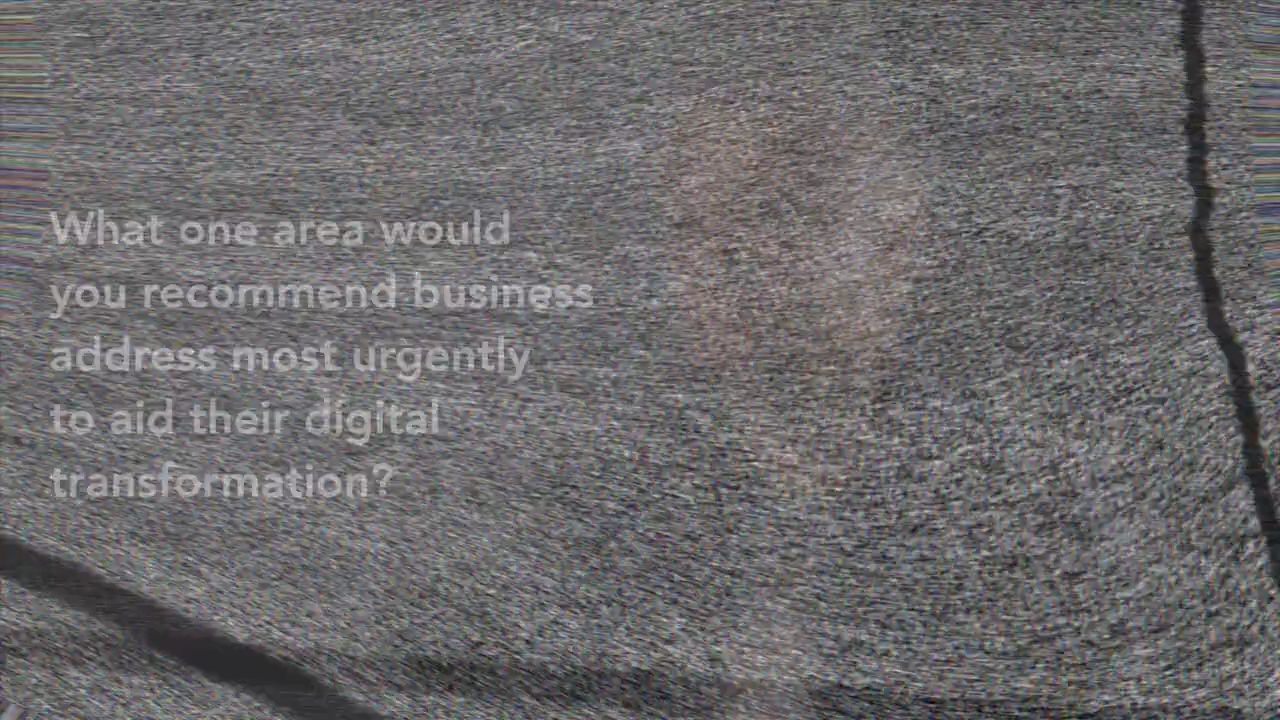 What one area would
you recommend business
address most urgently
to aid their digital
transformation?